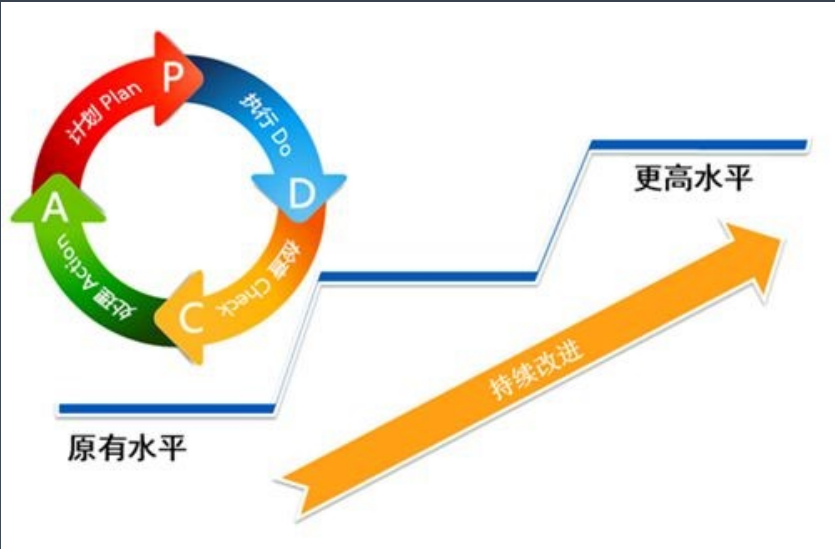 P
计划 Plan
执行 Do
D
检查 Check
C
处理 Action
A
更高水平
持续改进
原有水平